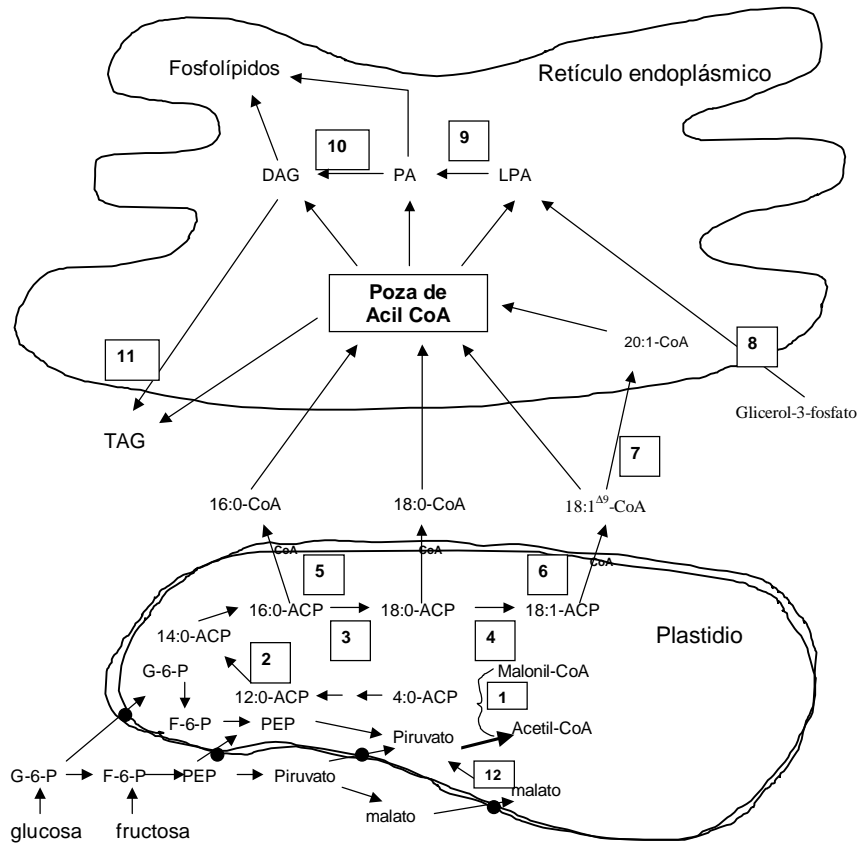 Fosfolípidos
Retículo endoplásmico
10
9
DAG
PA
LPA
Poza de
Acil CoA
20:1-CoA
8
11
Glicerol-3-fosfato
TAG
7
16:0-CoA
18:0-CoA
18:1Δ9-CoA
CoA
CoA
CoA
5
6
16:0-ACP
18:0-ACP
18:1-ACP
14:0-ACP
3
4
Plastidio
2
G-6-P
Malonil-CoA
12:0-ACP
4:0-ACP
1
F-6-P
PEP
Acetil-CoA
Piruvato
G-6-P
F-6-P
PEP
Piruvato
12
malato
malato
glucosa
fructosa